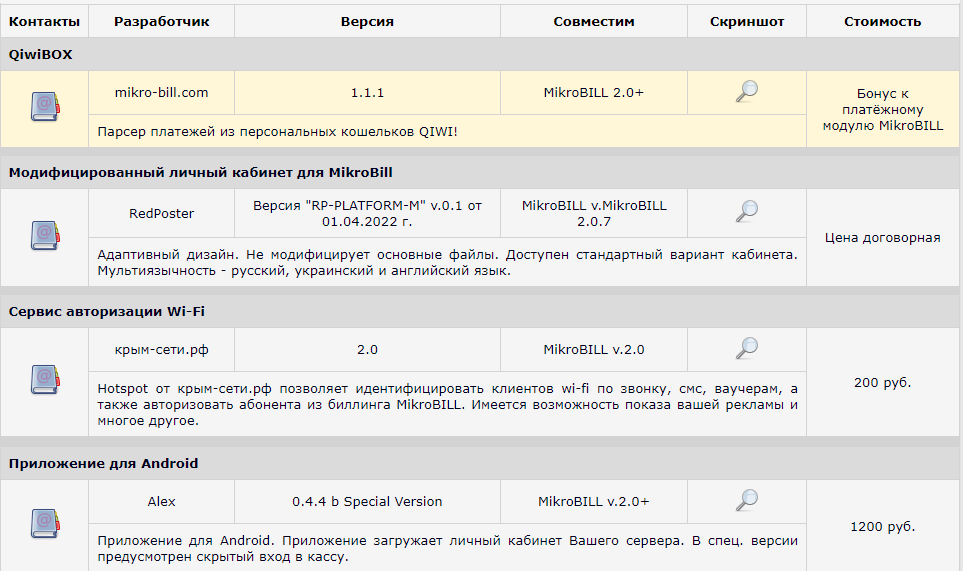 Контакты Разработчик Версия Совместим Скриншот Стоимость
QiwiBOX
mikro-bill.com 1.1.1 MikroBILL 2.0+
Парсер платежей из персональных кошельков QIWI!
Бонус к
платёжному
модулю MikroBILL
Модифицированный личный кабинет для MikroBill
RedPoster
Версия "RP-PLATFORM-M" v.0.1 от
01.04.2022 г.
MikroBILL v.MikroBILL
2.0.7
Адаптивный дизайн. Не модифицирует основные файлы. Доступен стандартный вариант кабинета.
Мультиязычность - русский, украинский и английский язык.
Цена договорная
Сервис авторизации Wi-Fi
крым-сети.рф 2.0 MikroBILL v.2.0
Hotspot от крым-сети.рф позволяет идентифицировать клиентов wi-fi по звонку, смс, ваучерам, а
также авторизовать абонента из биллинга MikroBILL. Имеется возможность показа вашей рекламы и
многое другое.
200 руб.
Приложение для Android
Alex 0.4.4 b Special Version MikroBILL v.2.0+
Приложение для Android. Приложение загружает личный кабинет Вашего сервера. В спец. версии
предусмотрен скрытый вход в кассу.
1200 руб.